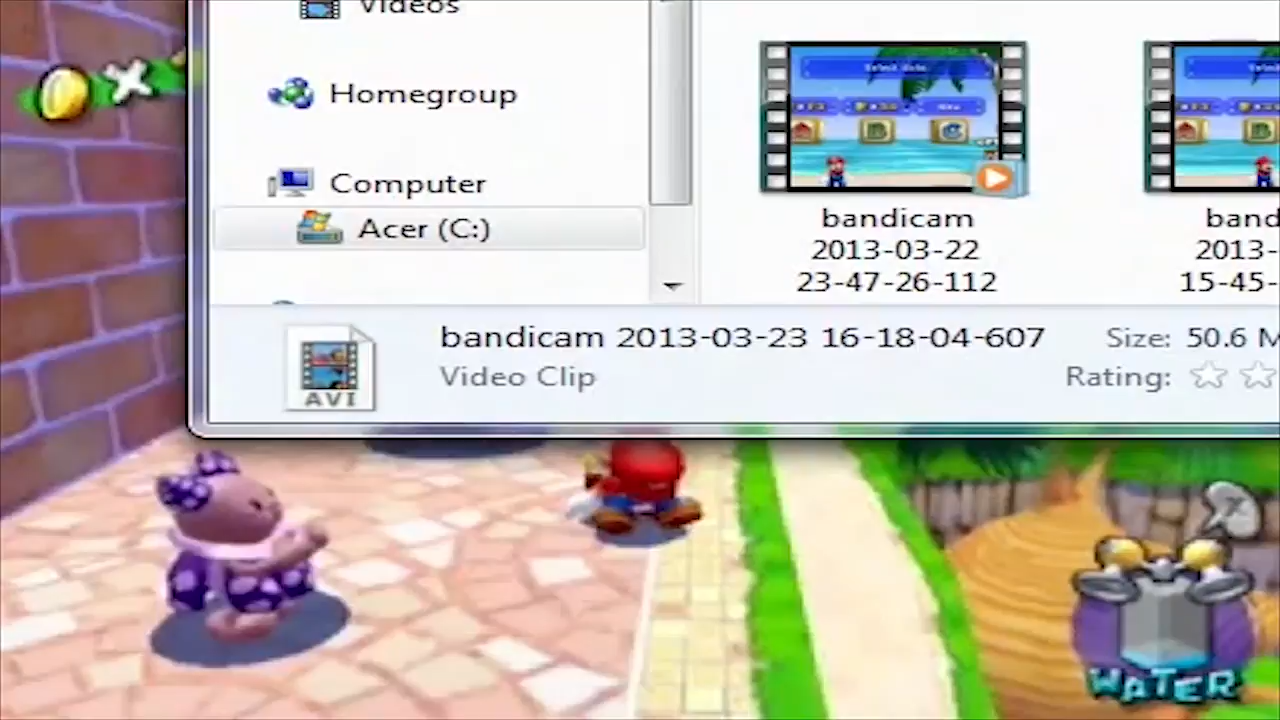 Videos
Homegroup
Computer
Acer (C:)
bandicam
2013-03-22
23-47-26-112
band
2013-
15-45-
bandicam 2013-03-23 16-18-04-607
Size: 50.6 M
Video Clip
Rating:
AVI
WATER